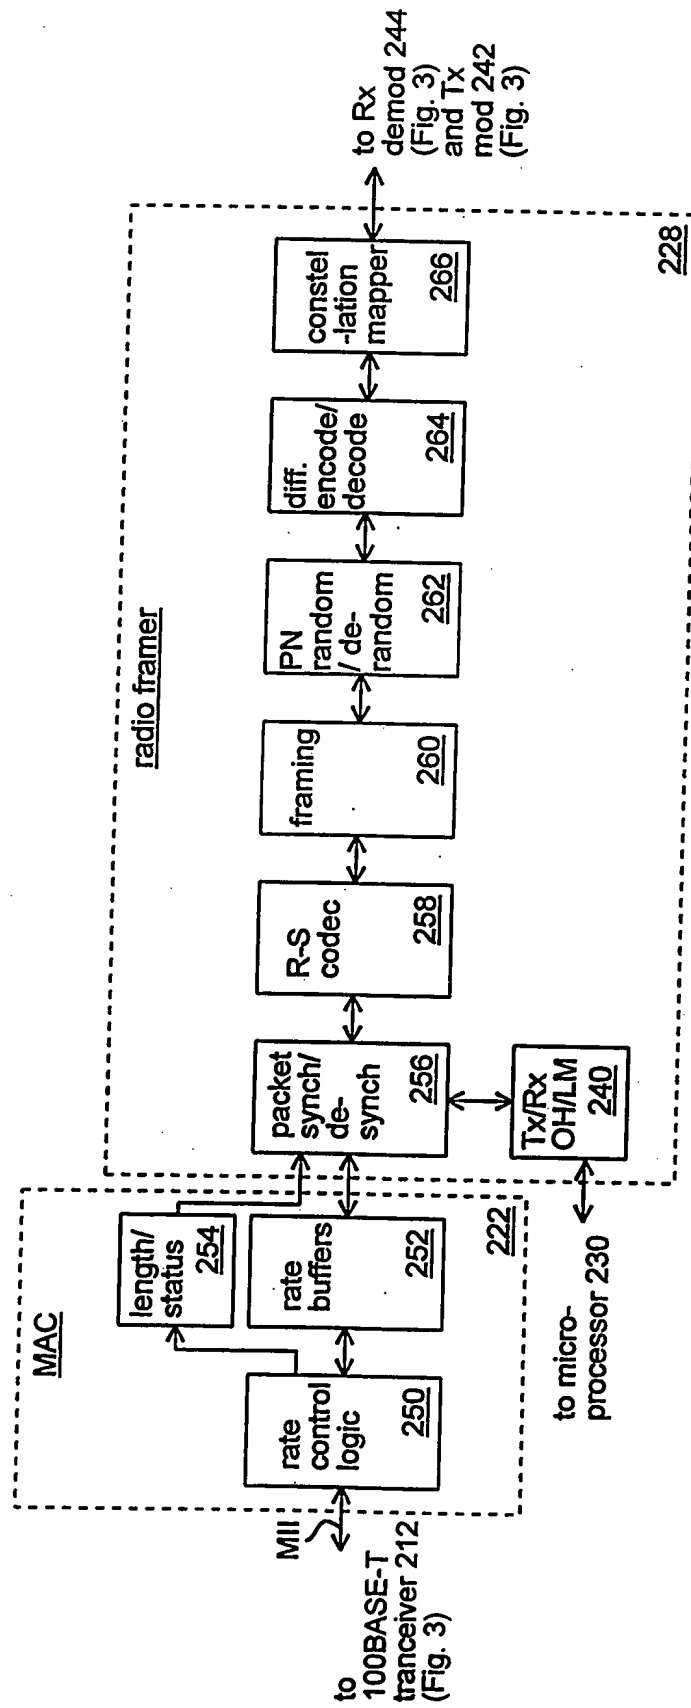 to
100BASE-T
tranceiver 212
(Fig. 3)
MII
MAC
rate
control
logic
250
length/
status
254
rate
buffers
252
222
to micro-
processor 230
radio framer
packet
synch/
de-
synch
256
Tx/Rx
OH/LM
240
R-S
codec
258
framing
260
PN
random
/ de-
random
262
diff.
encode/
decode
264
constel
-lation
mapper
266
228
to Rx
demod 244
(Fig. 3)
and Tx
mod 242
(Fig. 3)